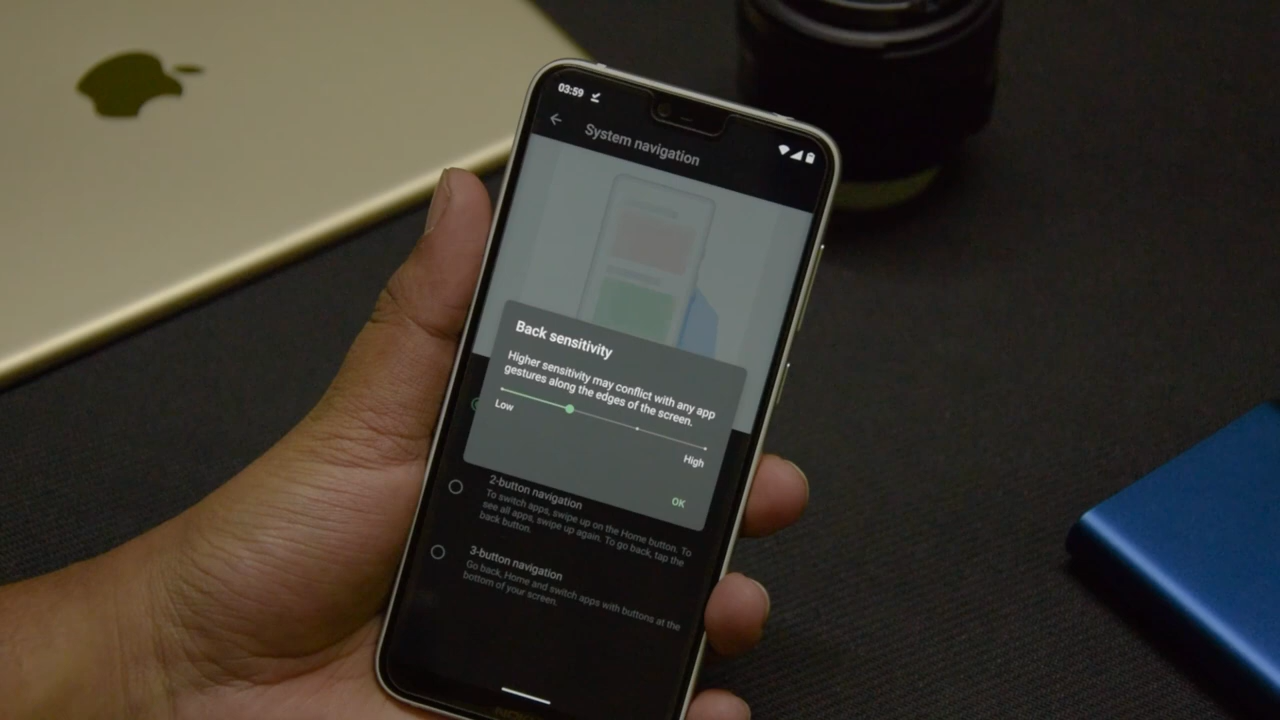 03:59
System navigation
Back sensitivity
Higher sensitivity may conflict with any app
gestures along the edges of the screen.
Low
High
OK
2-button navigation
To switch apps, swipe up on the Home button. To
see all apps, swipe up again. To go back, tap the
back button.
3-button navigation
Go back, Home and switch apps with buttons at the
bottom of your screen.